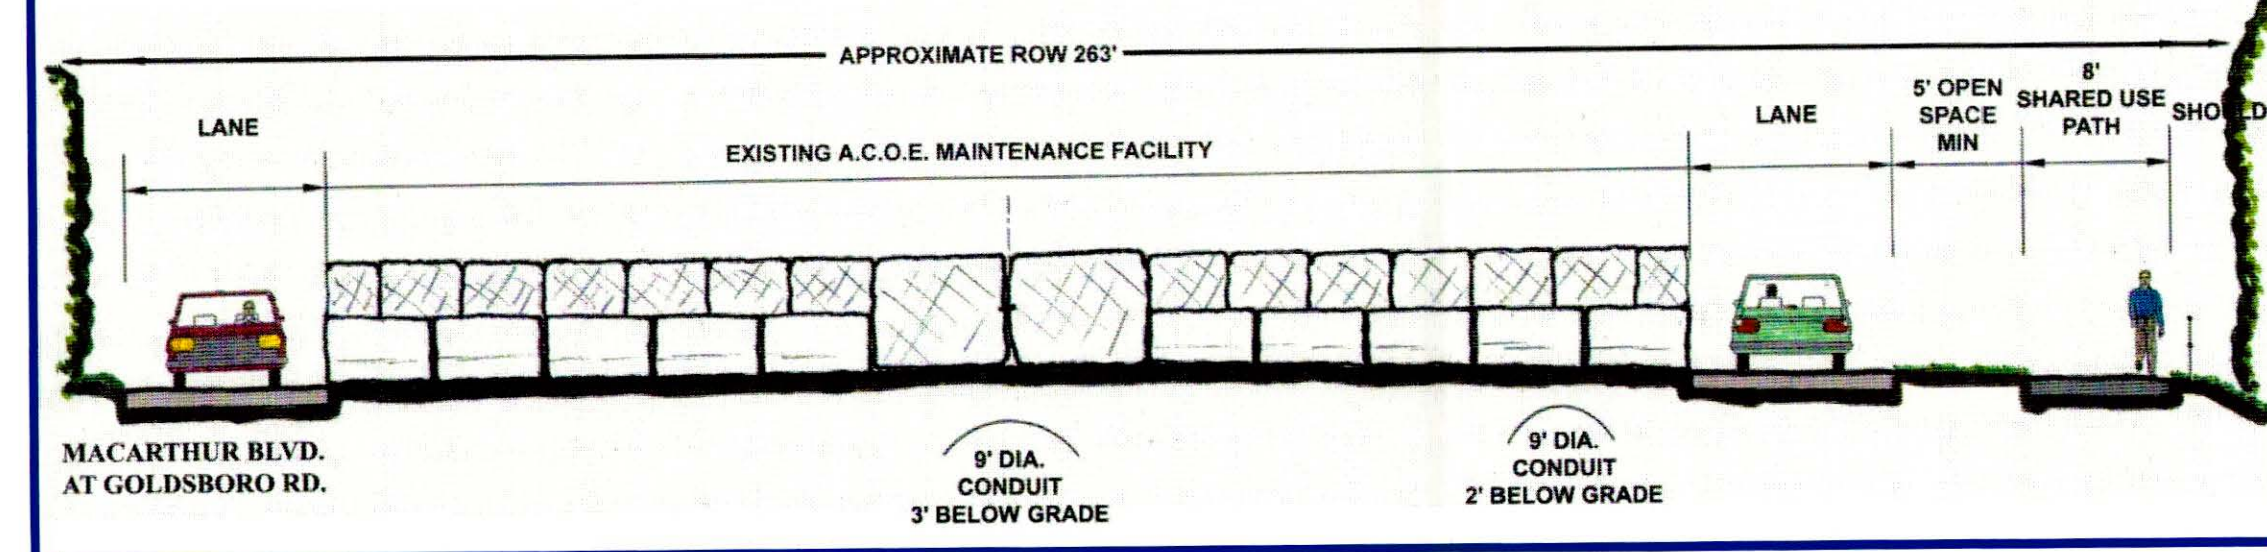 APPROXIMATE ROW 263'
LANE
EXISTING A.C.O.E. MAINTENANCE FACILITY
LANE
5' OPEN
SPACE
MIN
8'
SHARED USE
PATH
SHOULD
MACARTHUR BLVD.
AT GOLDSBORO RD.
9' DIA.
CONDUIT
3' BELOW GRADE
9' DIA.
CONDUIT
2' BELOW GRADE